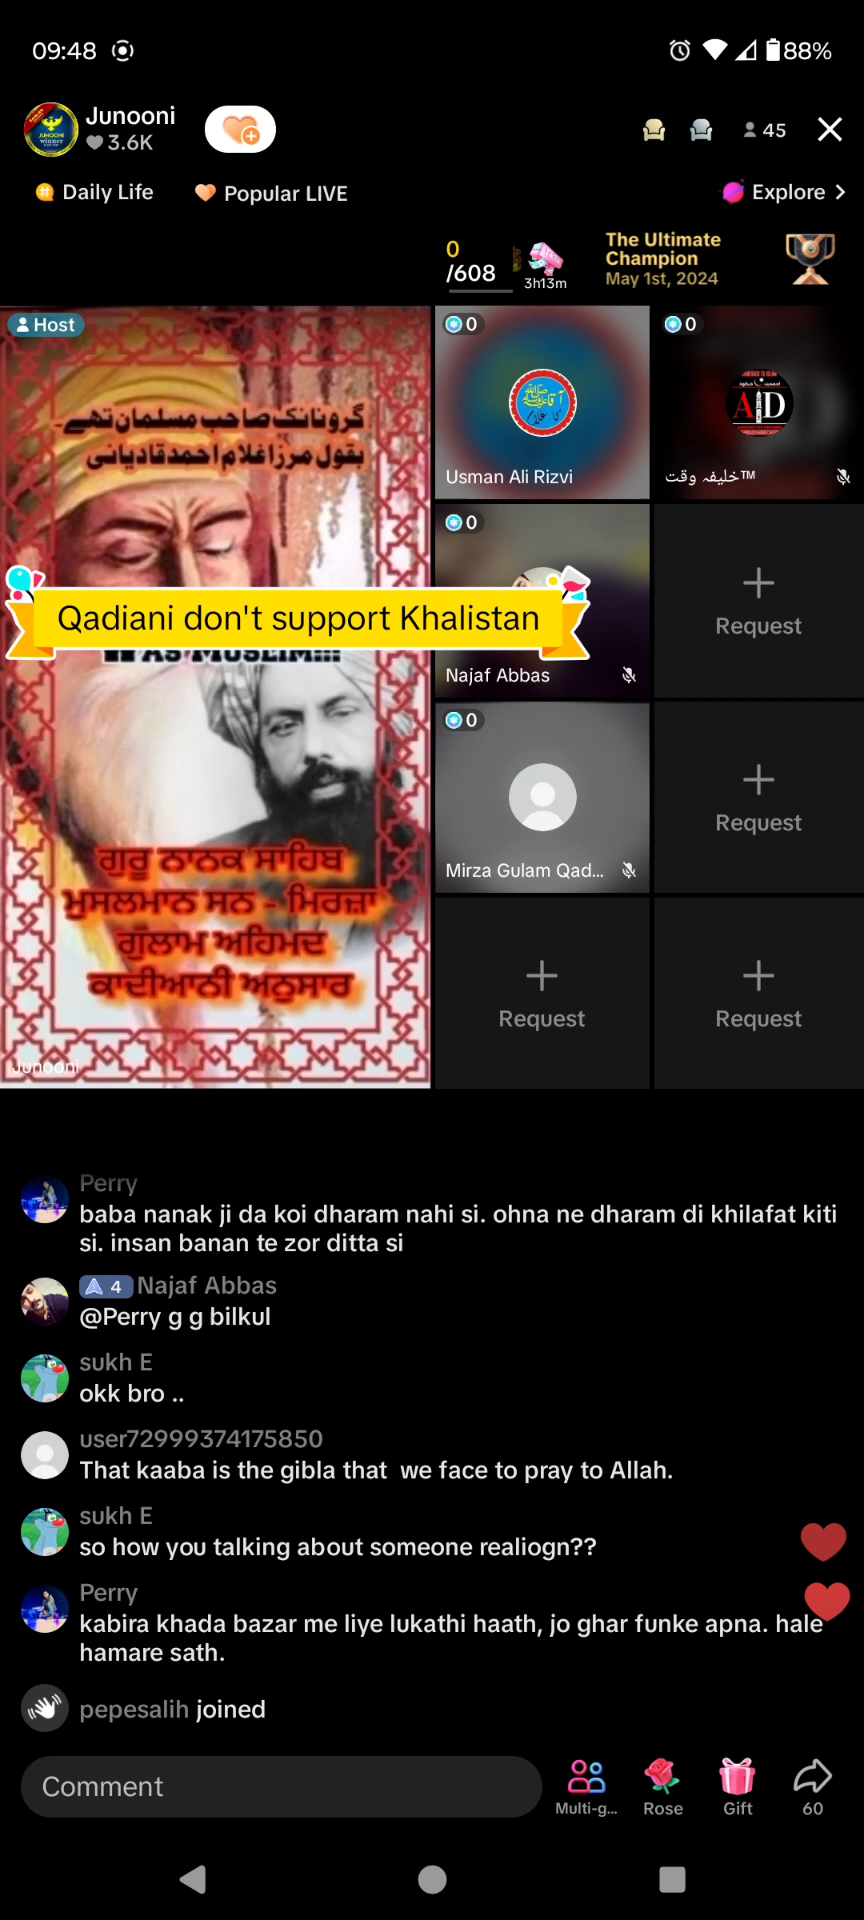 09:48
88%
Junooni
3.6K
45
Daily Life
Popular LIVE
Explore
0
/608
3h13m
The Ultimate
Champion
May 1st, 2024
Host
گرونانک صاحب مسلمان تھے۔
بقول مرزا غلام احمد قادیانی
Qadiani don't support Khalistan
AS MUSLIM!!!
ਗੁਰੂ ਨਾਨਕ ਸਾਹਿਬ
ਮੁਸਲਮਾਨ ਸਨ - ਮਿਰਜ਼ਾ
ਗੁਲਾਮ ਅਹਿਮਦ
ਕਾਦੀਆਨੀ ਅਨੁਸਾਰ
Junooni
0
Usman Ali Rizvi
0
A D
خلیفہ وقت™
0
Najaf Abbas
Request
0
Mirza Gulam Qad...
Request
Request
Request
Perry
baba nanak ji da koi dharam nahi si. ohna ne dharam di khilafat kiti
si. insan banan te zor ditta si
4 Najaf Abbas
@Perry g g bilkul
sukh E
okk bro ..
user72999374175850
That kaaba is the gibla that we face to pray to Allah.
sukh E
so how you talking about someone realiogn??
Perry
kabira khada bazar me liye lukathi haath, jo ghar funke apna. hale
hamare sath.
pepesalih joined
Comment
Multi-g...
Rose
Gift
60